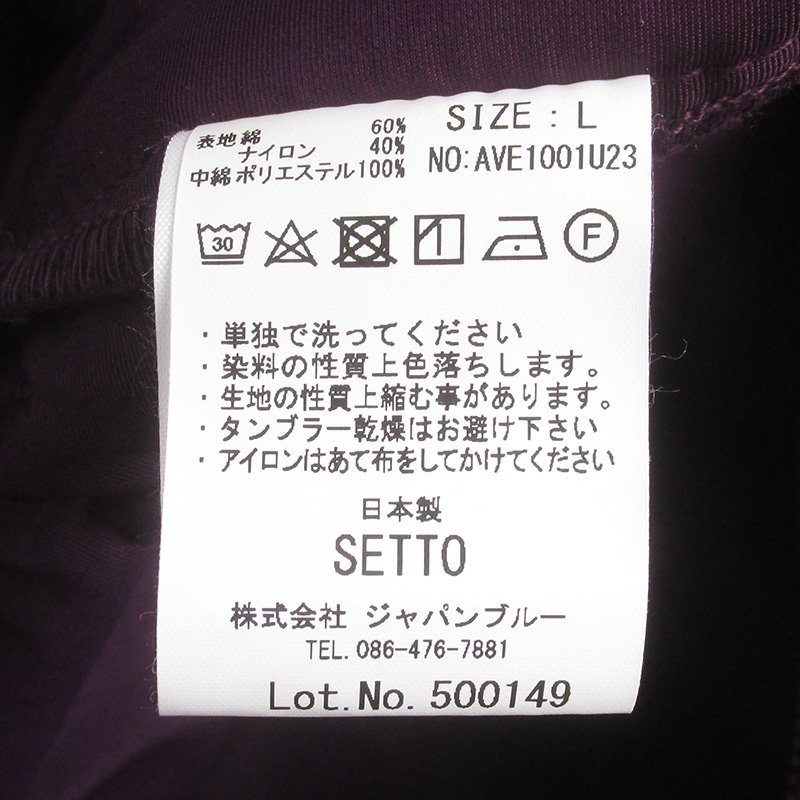 表地 綿 60%
ナイロン 40%
中綿 ポリエステル 100%
SIZE : L
NO:AVE1001U23
30
F
・単独で洗ってください
・染料の性質上色落ちします。
・生地の性質上縮む事があります。
・タンブラー乾燥はお避け下さい
・アイロンはあて布をしてかけてください
日本製
SETTO
株式会社 ジャパンブルー
TEL. 086-476-7881
Lot.No. 500149